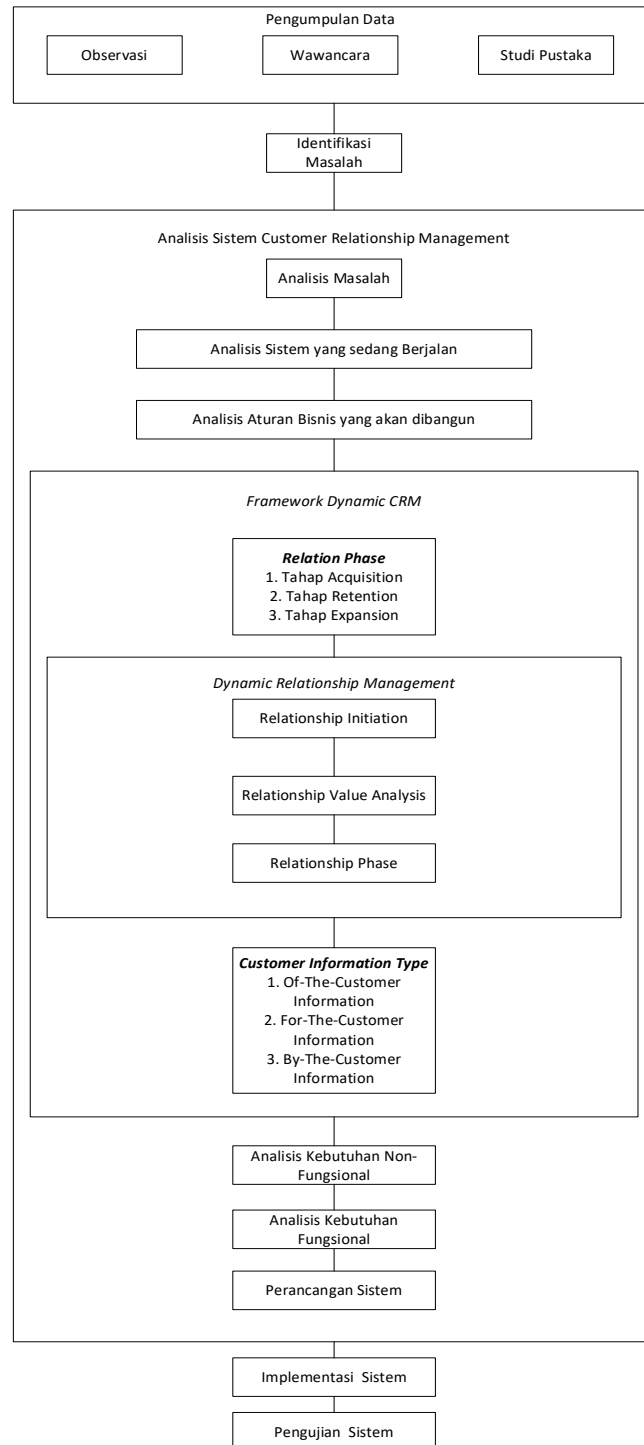 Pengumpulan Data
Observasi
Wawancara
Studi Pustaka
Identifikasi
Masalah
Analisis Sistem Customer Relationship Management
Analisis Masalah
Analisis Sistem yang sedang Berjalan
Analisis Aturan Bisnis yang akan dibangun
Framework Dynamic CRM
Relation Phase
1. Tahap Acquisition
2. Tahap Retention
3. Tahap Expansion
Dynamic Relationship Management
Relationship Initiation
Relationship Value Analysis
Relationship Phase
Customer Information Type
1. Of-The-Customer
Information
2. For-The-Customer
Information
3. By-The-Customer
Information
Analisis Kebutuhan Non-
Fungsional
Analisis Kebutuhan
Fungsional
Perancangan Sistem
Implementasi Sistem
Pengujian Sistem